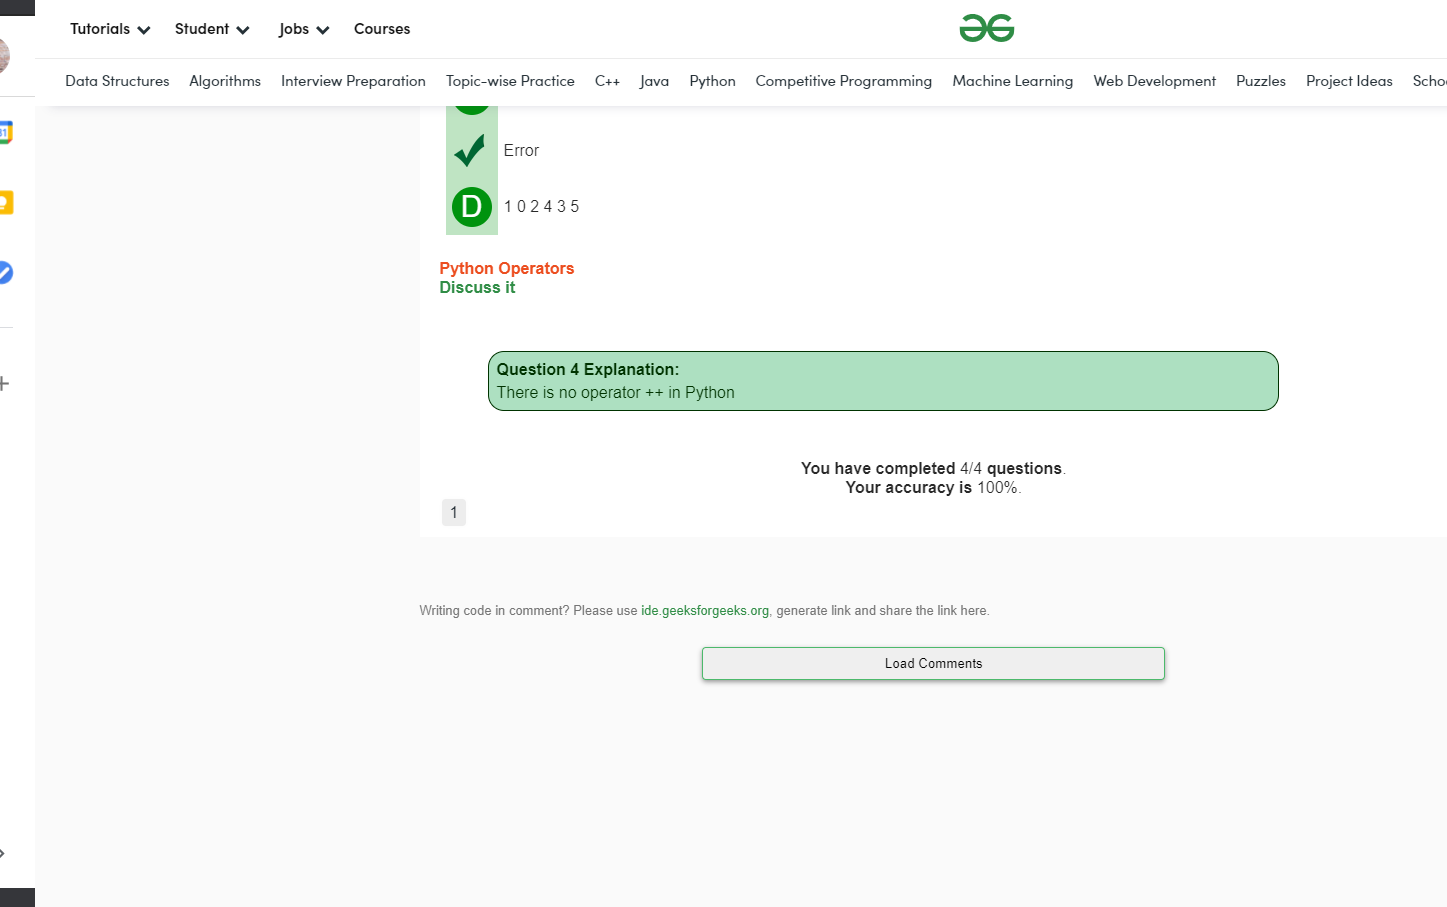 Tutorials Student Jobs Courses
Data Structures Algorithms Interview Preparation Topic-wise Practice C++ Java Python Competitive Programming Machine Learning Web Development Puzzles Project Ideas
Error
D 1 0 2 4 3 5
Python Operators
Discuss it
Question 4 Explanation:
There is no operator ++ in Python
You have completed 4/4 questions.
Your accuracy is 100%.
1
Writing code in comment? Please use ide.geeksforgeeks.org, generate link and share the link here.
Load Comments